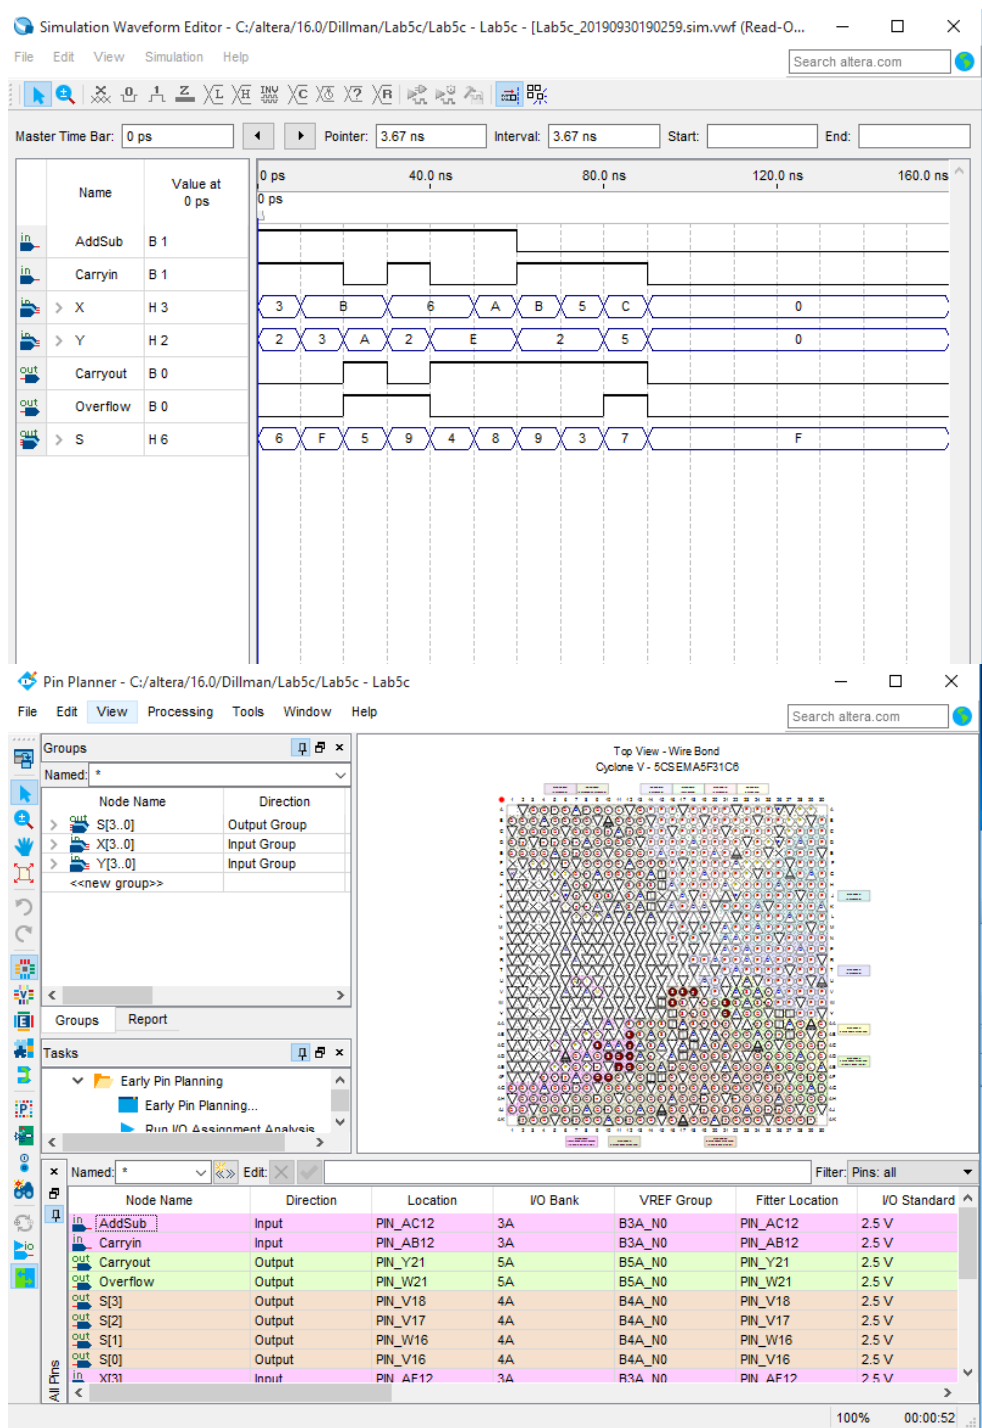 Simulation Waveform Editor - C:/altera/16.0/Dillman/Lab5c/Lab5c - Lab5c - [Lab5c_20190930190259.sim.vwf (Read-O...
File Edit View Simulation Help
Search altera.com
Master Time Bar: 0 ps Pointer: 3.67 ns Interval: 3.67 ns Start: End:
Name Value at 0 ps
0 ps 40.0 ns 80.0 ns 120.0 ns 160.0 ns
0 ps
AddSub B 1
Carryin B 1
X H 3 3 B 6 A B 5 C 0
Y H 2 2 3 A 2 E 2 5 0
Carryout B 0
Overflow B 0
S H 6 6 F 5 9 4 8 9 3 7 F
Pin Planner - C:/altera/16.0/Dillman/Lab5c/Lab5c - Lab5c
File Edit View Processing Tools Window Help
Search altera.com
Groups
Named: *
Node Name Direction
S[3..0] Output Group
X[3..0] Input Group
Y[3..0] Input Group
<<new group>>
Groups Report
Tasks
Early Pin Planning
Early Pin Planning...
Run I/O Assignment Analysis
Top View - Wire Bond
Cyclone V - 5CSEMA5F31C6
Named: * Edit: Filter: Pins: all
Node Name Direction Location I/O Bank VREF Group Fitter Location I/O Standard
AddSub Input PIN_AC12 3A B3A_N0 PIN_AC12 2.5 V
Carryin Input PIN_AB12 3A B3A_N0 PIN_AB12 2.5 V
Carryout Output PIN_Y21 5A B5A_N0 PIN_Y21 2.5 V
Overflow Output PIN_W21 5A B5A_N0 PIN_W21 2.5 V
S[3] Output PIN_V18 4A B4A_N0 PIN_V18 2.5 V
S[2] Output PIN_V17 4A B4A_N0 PIN_V17 2.5 V
S[1] Output PIN_W16 4A B4A_N0 PIN_W16 2.5 V
S[0] Output PIN_V16 4A B4A_N0 PIN_V16 2.5 V
X[3] Input PIN_AF12 3A B3A_N0 PIN_AF12 2.5 V
All Pins
100% 00:00:52